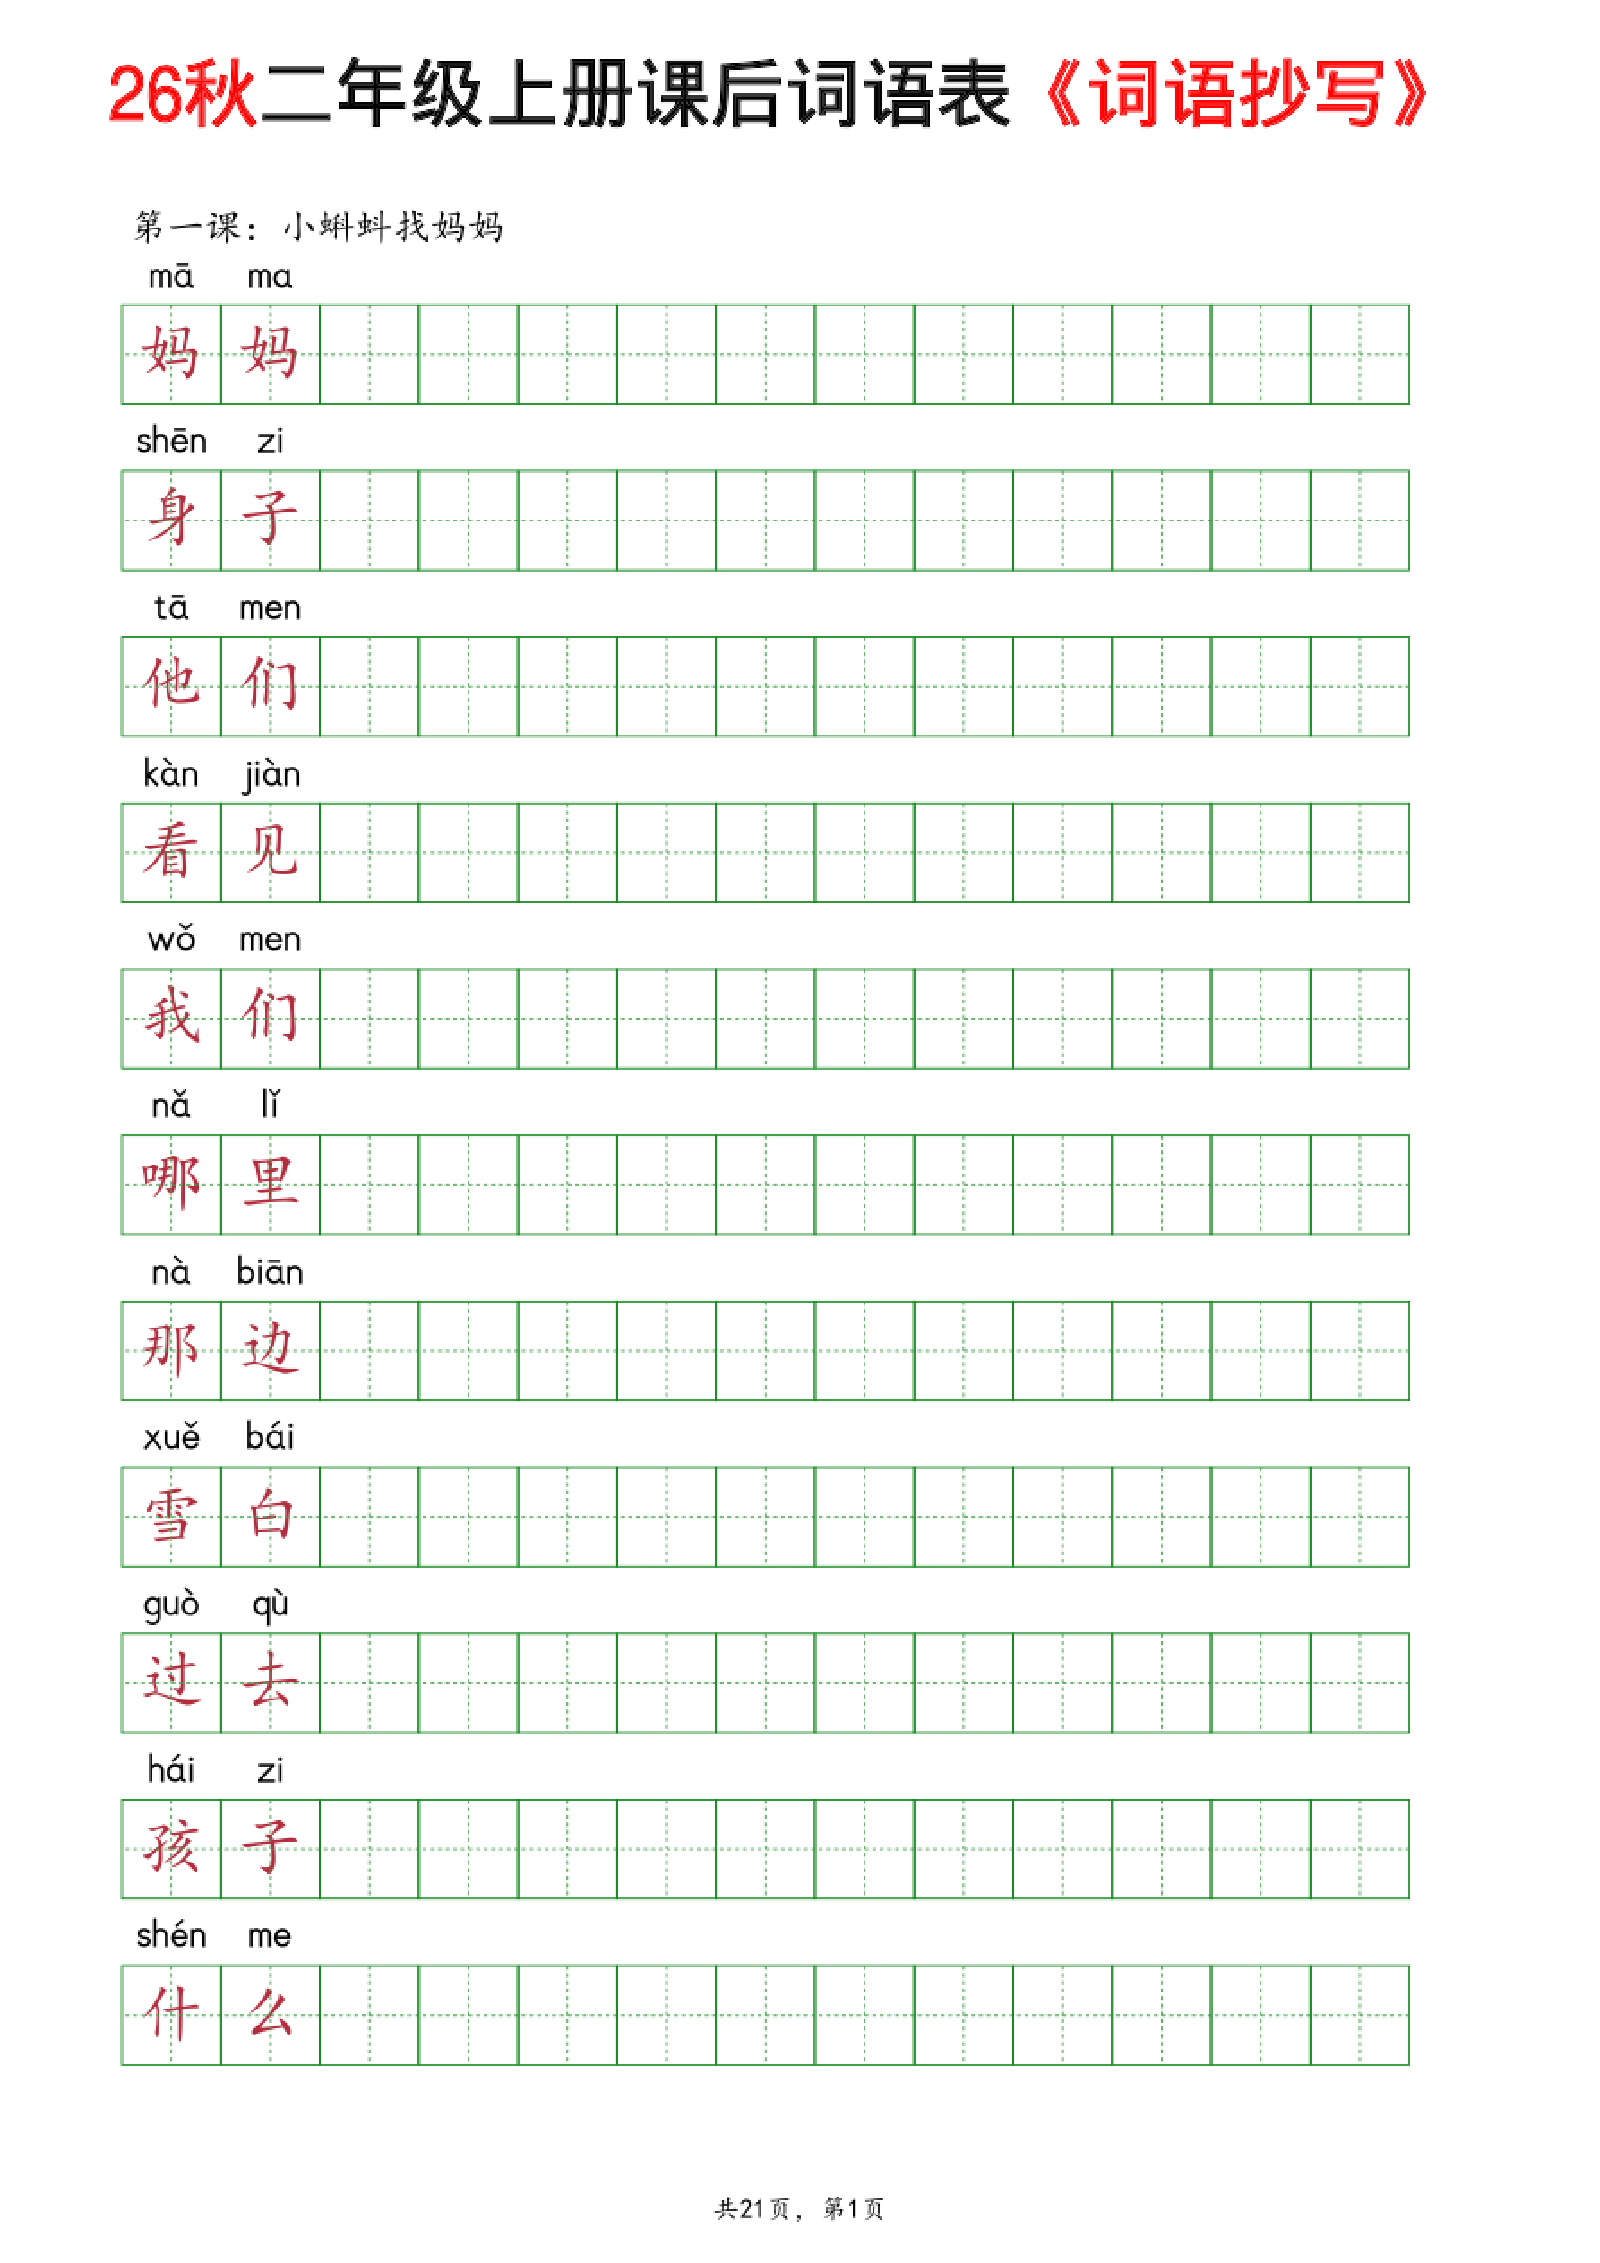 26秋二年级上册课后词语表《词语抄写》
第一课：小蝌蚪找妈妈
mā ma
妈妈
shēn zi
身子
tā men
他们
kàn jiàn
看见
wǒ men
我们
nǎ lǐ
哪里
nà biān
那边
xuě bái
雪白
guò qù
过去
hái zi
孩子
shén me
什么
共21页，第1页